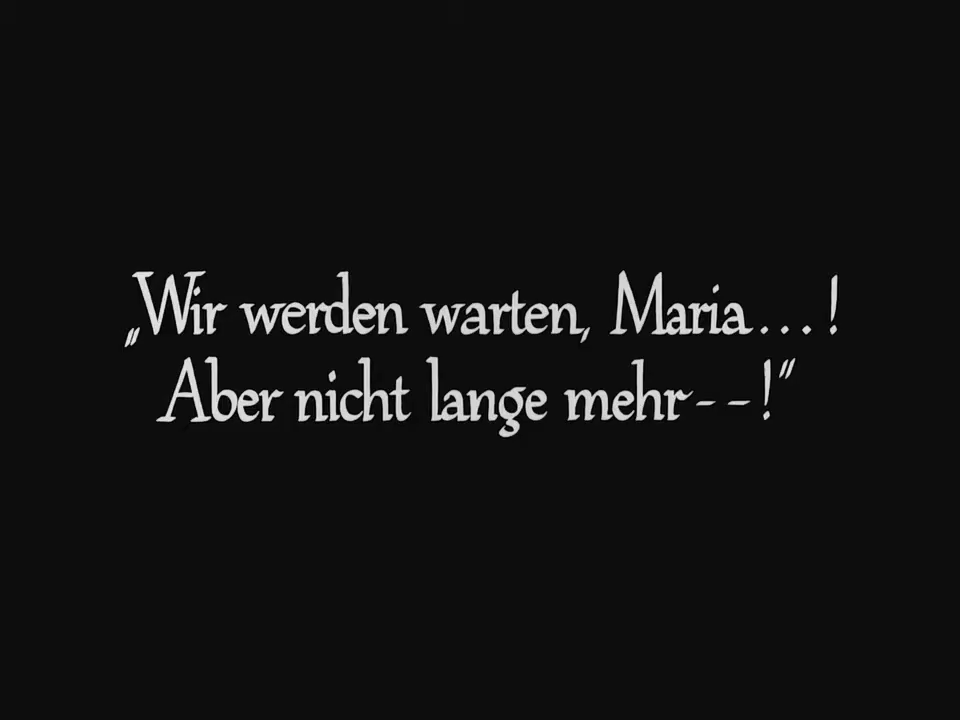 „Wir werden warten, Maria...!
Aber nicht lange mehr--!"